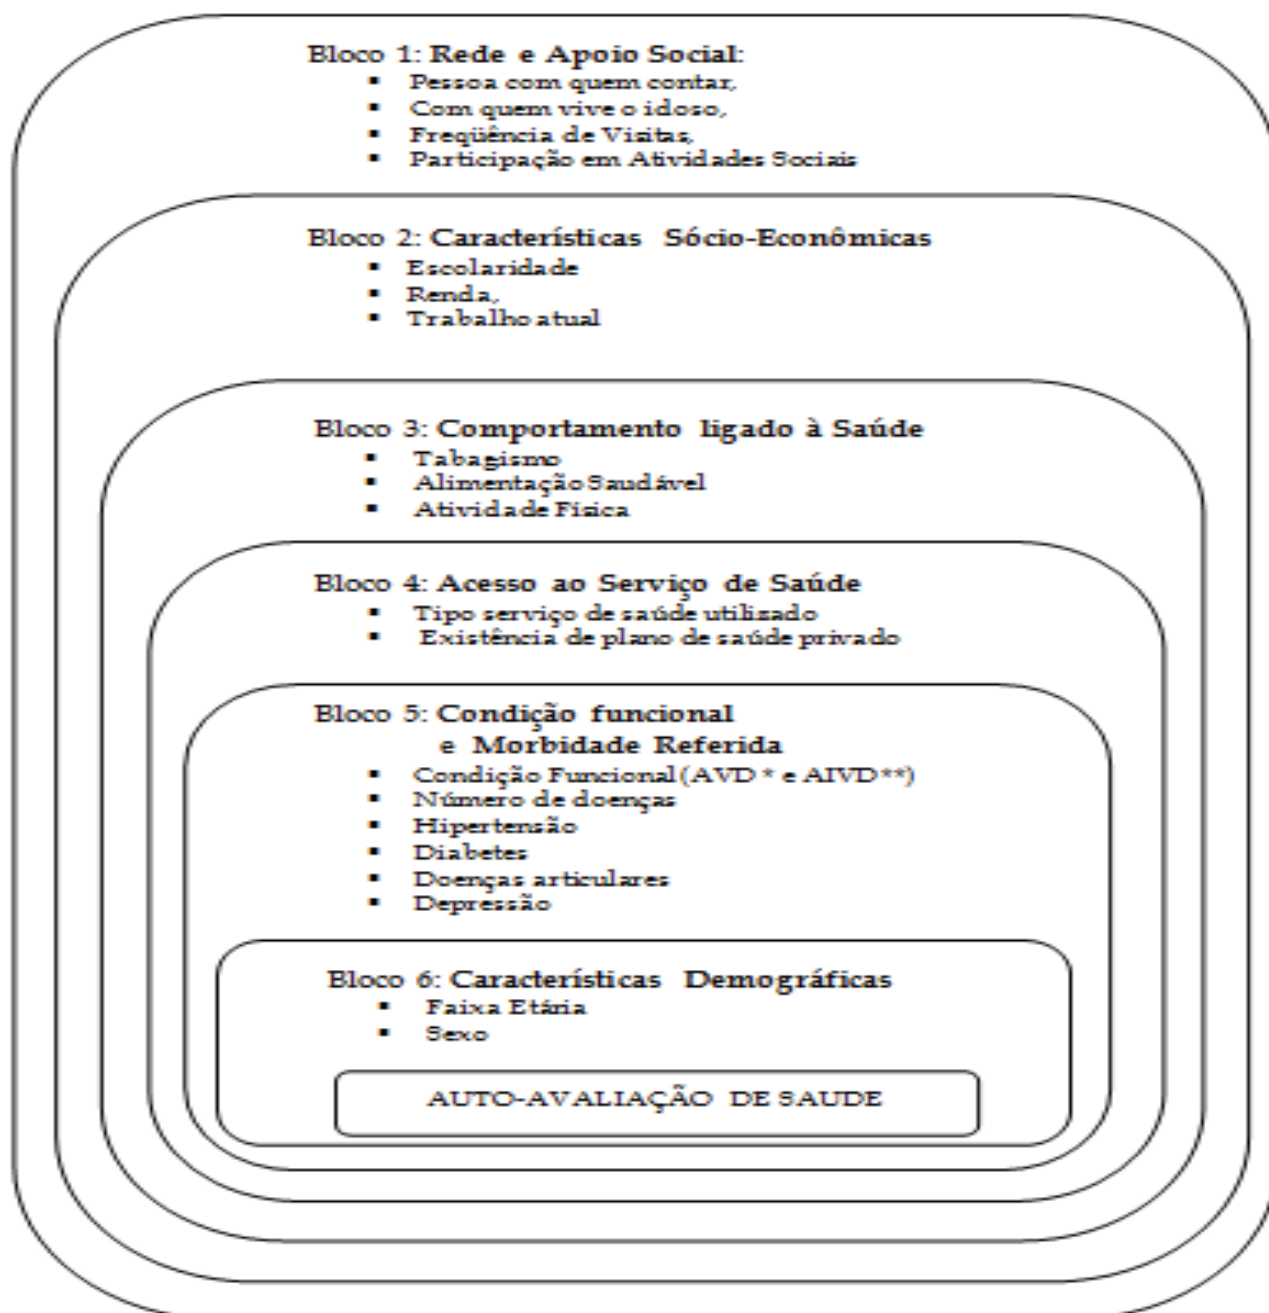 Bloco 1: Rede e Apoio Social:
▪ Pessoa com quem contar,
▪ Com quem vive o idoso,
▪ Freqüência de Visitas,
▪ Participação em Atividades Sociais
Bloco 2: Características Sócio-Econômicas
▪ Escolaridade
▪ Renda,
▪ Trabalho atual
Bloco 3: Comportamento ligado à Saúde
▪ Tabagismo
▪ Alimentação Saudável
▪ Atividade Física
Bloco 4: Acesso ao Serviço de Saúde
▪ Tipo serviço de saúde utilizado
▪ Existência de plano de saúde privado
Bloco 5: Condição funcional
e Morbidade Referida
▪ Condição Funcional (AVD * e AIVD **)
▪ Número de doenças
▪ Hipertensão
▪ Diabetes
▪ Doenças articulares
▪ Depressão
Bloco 6: Características Demográficas
▪ Faixa Etária
▪ Sexo
AUTO-AVALIAÇÃO DE SAUDE